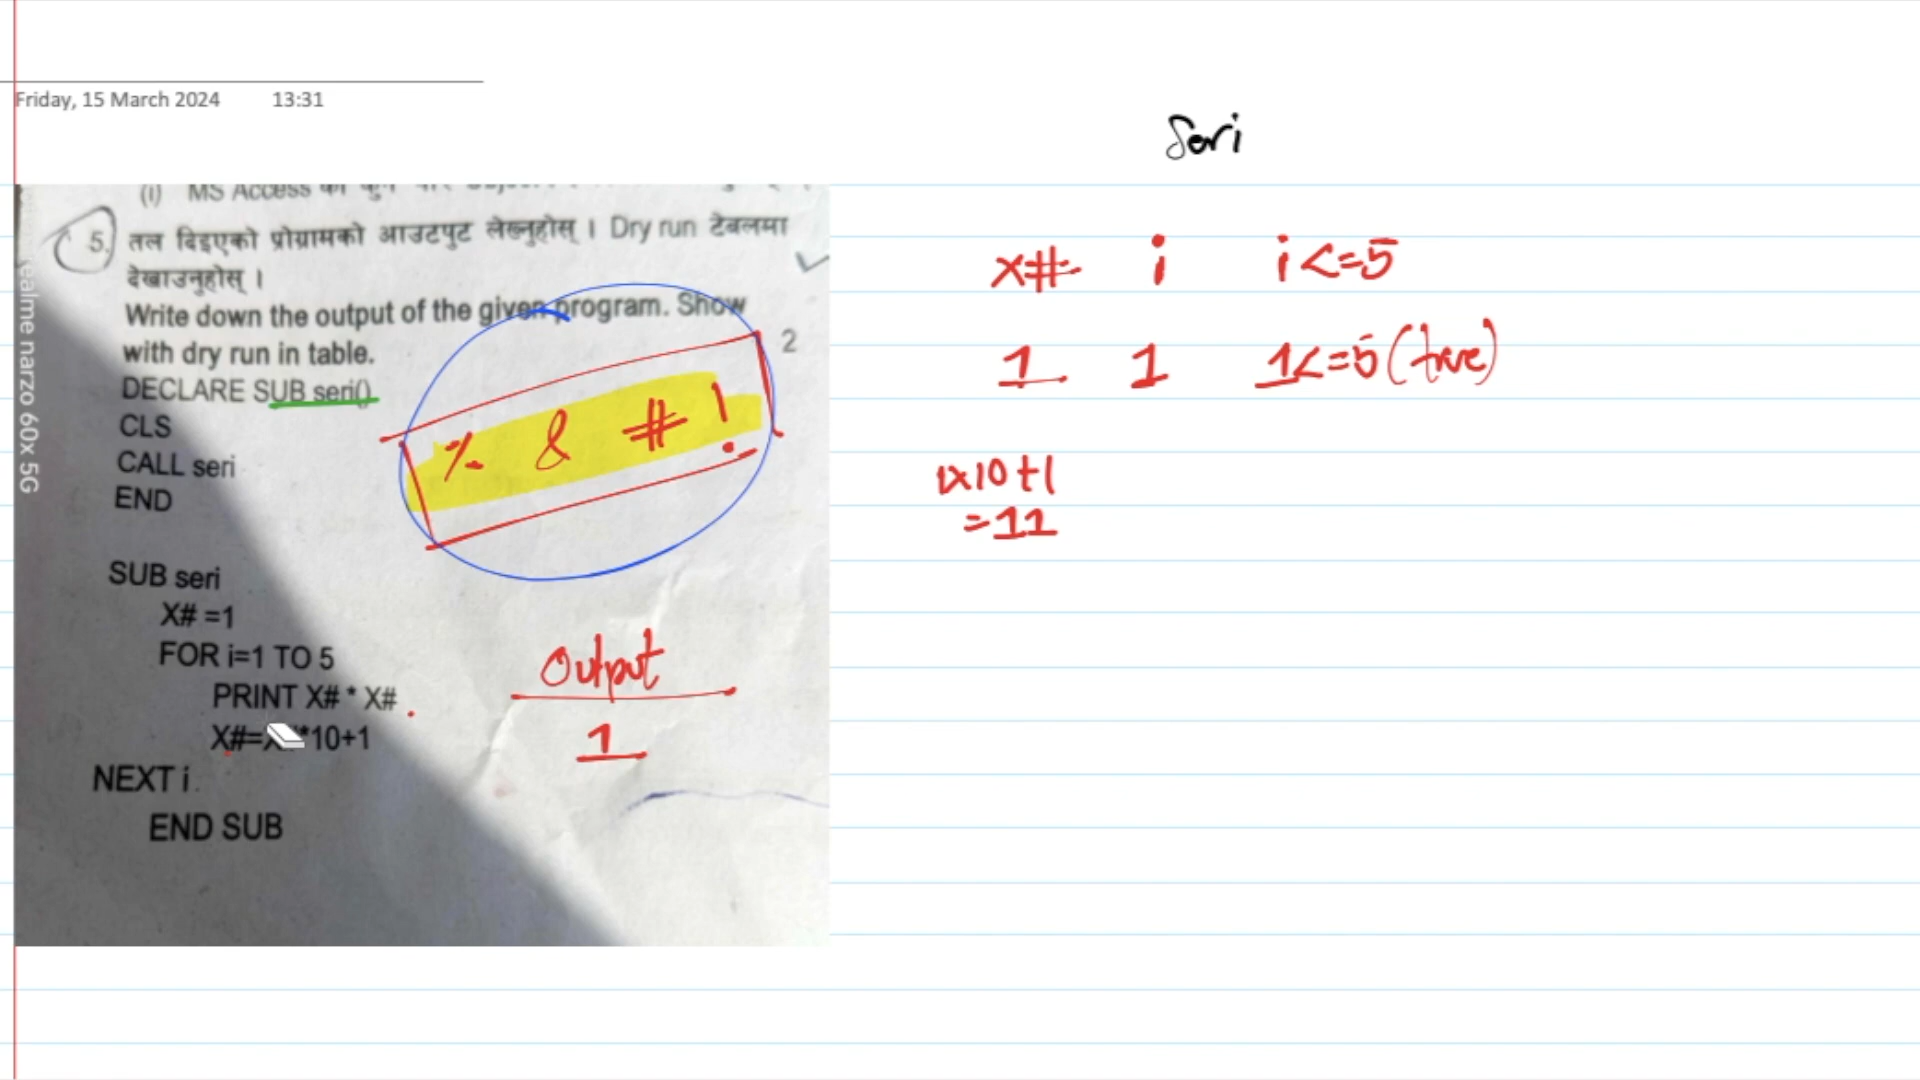 Friday, 15 March 2024 13:31
Seri
(i) MS Access
5. तल दिइएको प्रोग्रामको आउटपुट लेख्नुहोस् । Dry run टेबलमा
देखाउनुहोस् ।
Write down the output of the given program. Show
with dry run in table. 2
DECLARE SUB seri()
CLS
CALL seri
END
% & # !
SUB seri
X# =1
FOR i=1 TO 5
PRINT X# * X#
X#=X#*10+1
NEXT i
END SUB
Output
1
realme narzo 60x 5G
x# i i<=5
1 1 1<=5(true)
1x10+1
=11